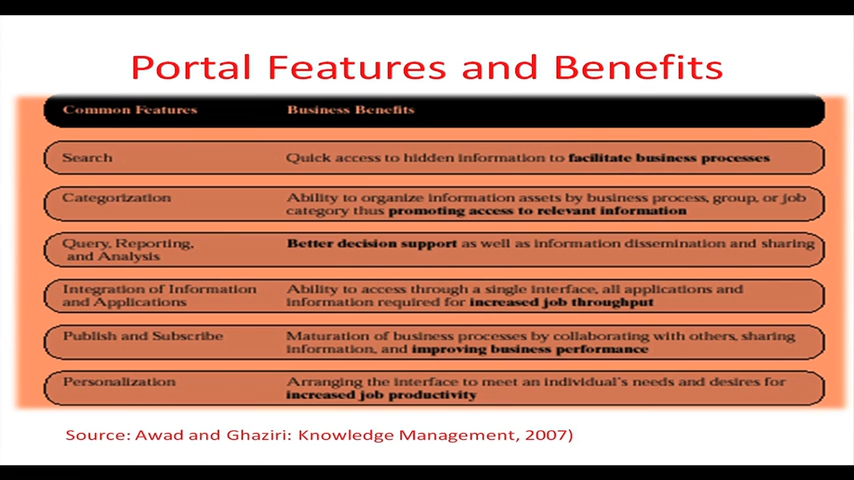 Portal Features and Benefits
Common Features Business Benefits
Search Quick access to hidden information to facilitate business processes
Categorization Ability to organize information assets by business process, group, or job
category thus promoting access to relevant information
Query, Reporting, Better decision support as well as information dissemination and sharing
and Analysis
Integration of Information Ability to access through a single interface, all applications and
and Applications information required for increased job throughput
Publish and Subscribe Maturation of business processes by collaborating with others, sharing
information, and improving business performance
Personalization Arranging the interface to meet an individual's needs and desires for
increased job productivity
Source: Awad and Ghaziri: Knowledge Management, 2007)